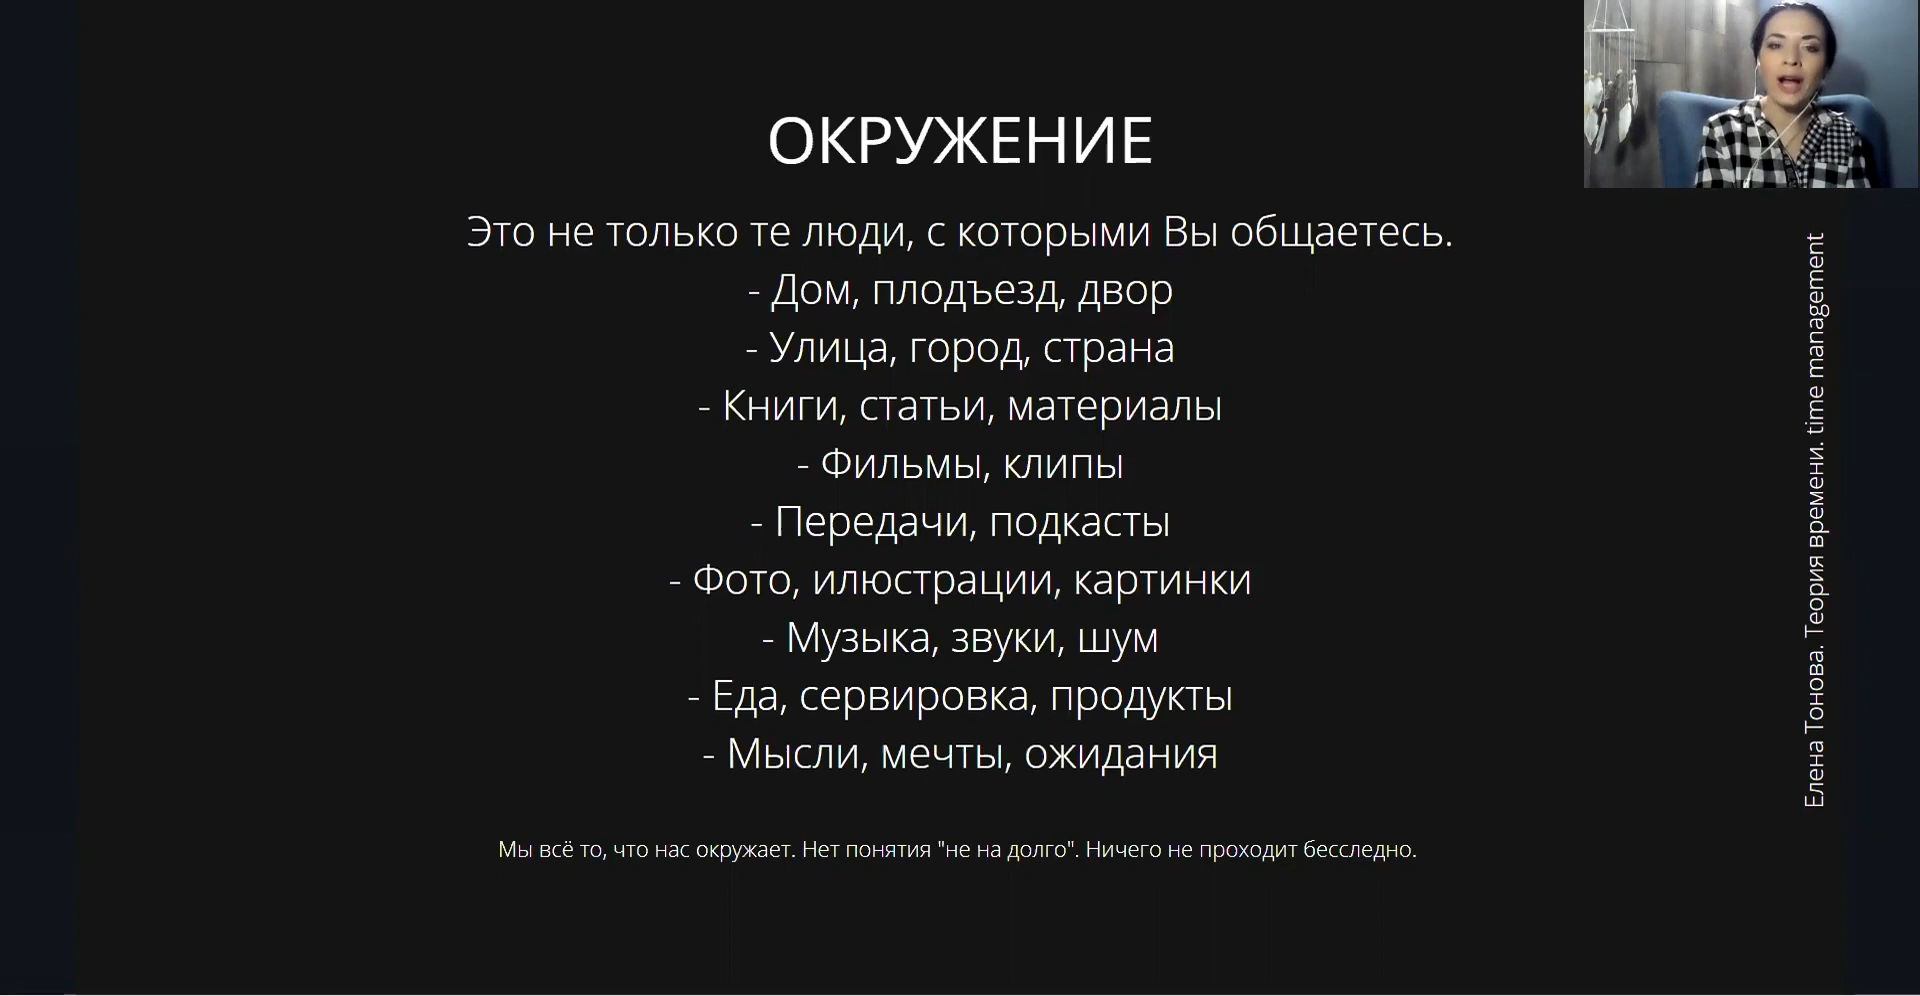 ОКРУЖЕНИЕ
Это не только те люди, с которыми Вы общаетесь.
- Дом, плодъезд, двор
- Улица, город, страна
- Книги, статьи, материалы
- Фильмы, клипы
- Передачи, подкасты
- Фото, илюстрации, картинки
- Музыка, звуки, шум
- Еда, сервировка, продукты
- Мысли, мечты, ожидания
Мы всё то, что нас окружает. Нет понятия "не на долго". Ничего не проходит бесследно.
Елена Тонова. Теория времени. time management